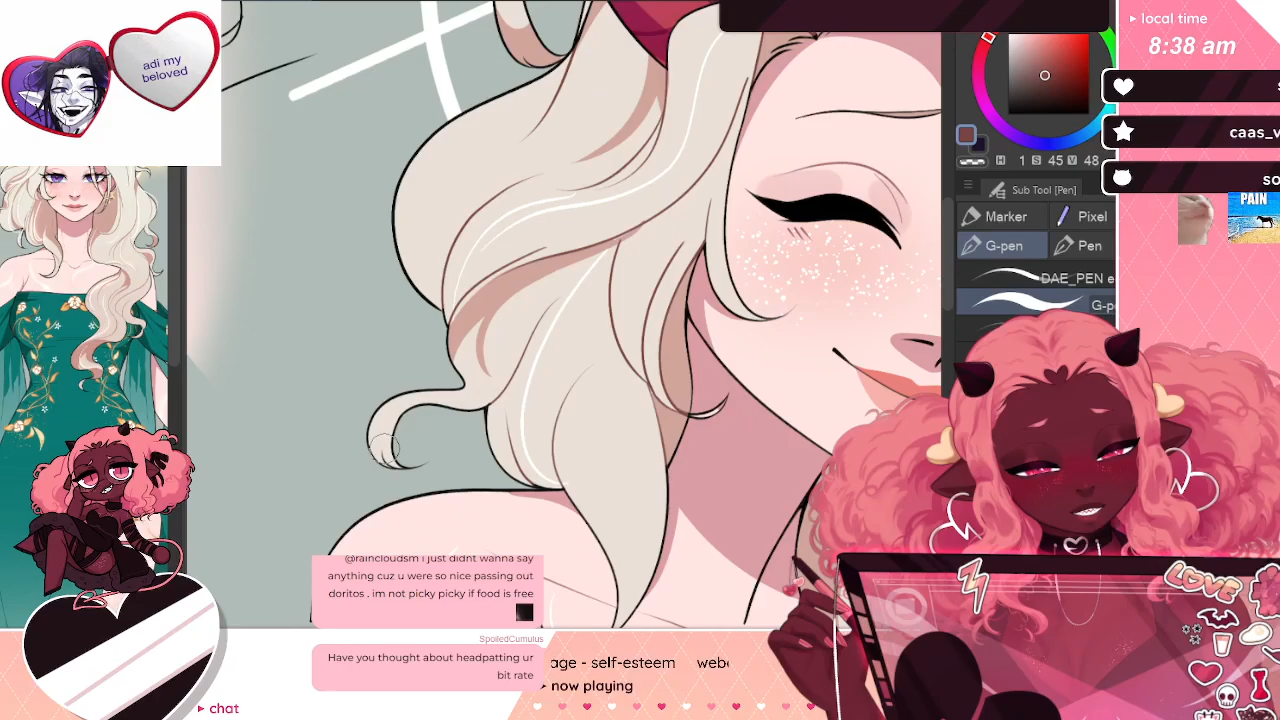 adi my
beloved
local time
8:38 am
caas_v
so
PAIN
H 1 S 45 V 48
Sub Tool [Pen]
Marker
Pixel
G-pen
Pen
DAE_PEN e
G-p
@raincloudsm i just didnt wanna say
anything cuz u were so nice passing out
doritos . im not picky picky if food is free
SpoiledCumulus
Have you thought about headpatting ur
bit rate
age - self-esteem
now playing
chat
LOVE